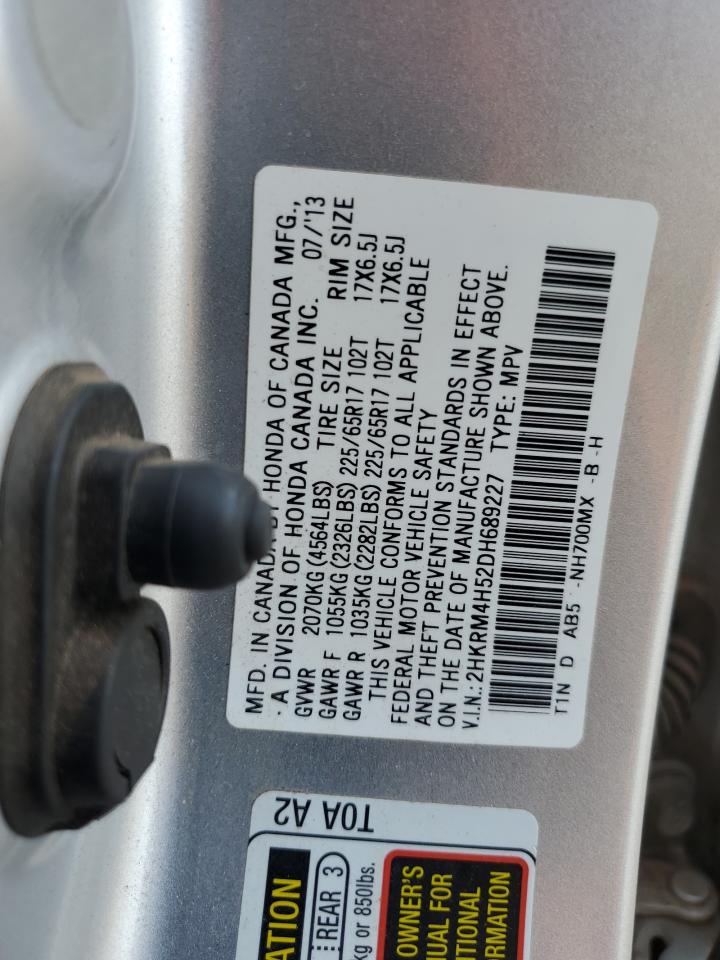 MFD. IN CANADA BY HONDA OF CANADA MFG.,
A DIVISION OF HONDA CANADA INC. 07/'13
GVWR 2070KG(4564LBS) TIRE SIZE RIM SIZE
GAWR F 1055KG(2326LBS) 225/65R17 102T 17X6.5J
GAWR R 1035KG(2282LBS) 225/65R17 102T 17X6.5J
THIS VEHICLE CONFORMS TO ALL APPLICABLE
FEDERAL MOTOR VEHICLE SAFETY
AND THEFT PREVENTION STANDARDS IN EFFECT
ON THE DATE OF MANUFACTURE SHOWN ABOVE.
V.I.N.: 2HKRM4H52DH689227 TYPE: MPV
T1N D AB5 -NH700MX -B -H
T0A A2
REAR 3
kg or 850lbs.
OWNER'S
FOR